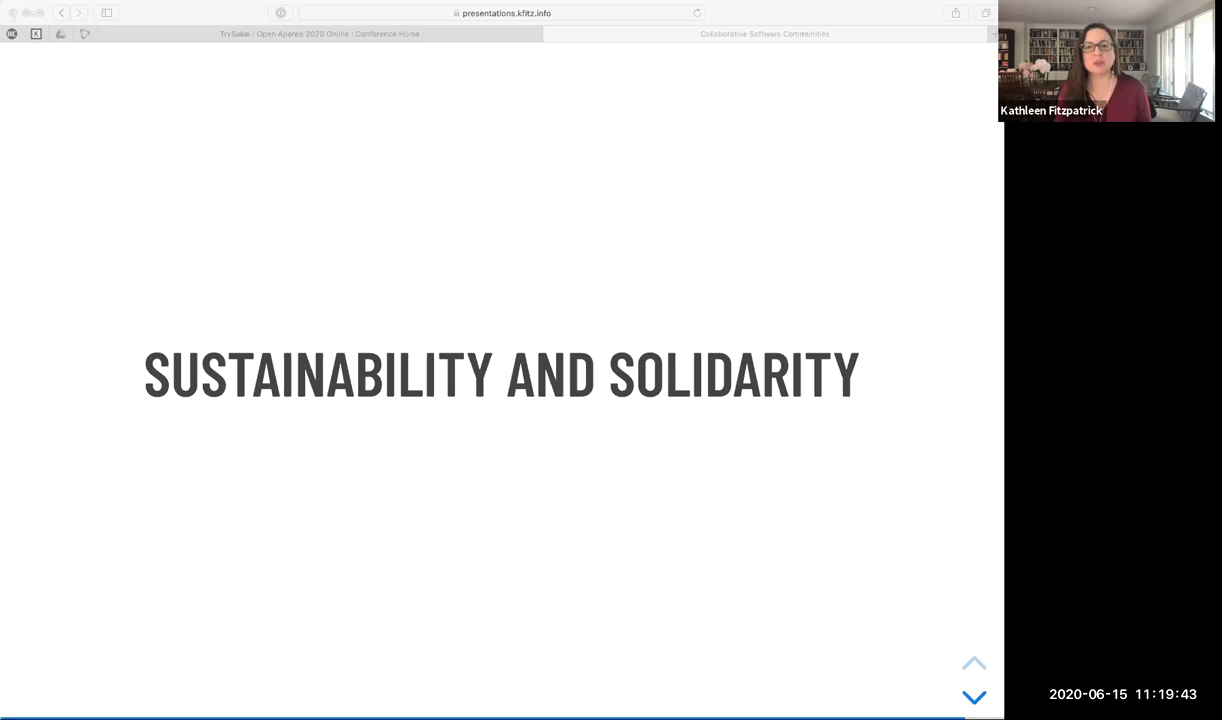 presentations.kfitz.info
TrySakai : Open Apereo 2020 Online : Conference Home
Collaborative Software Communities
Kathleen Fitzpatrick
SUSTAINABILITY AND SOLIDARITY
2020-06-15 11:19:43